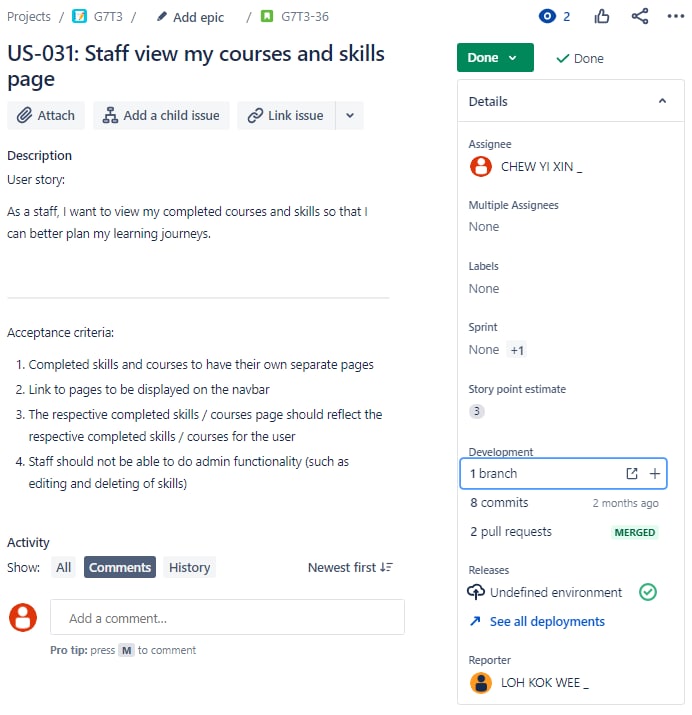 Projects / G7T3 / Add epic / G7T3-36
2
US-031: Staff view my courses and skills
page
Attach
Add a child issue
Link issue
Description
User story:
As a staff, I want to view my completed courses and skills so that I
can better plan my learning journeys.
Acceptance criteria:
1. Completed skills and courses to have their own separate pages
2. Link to pages to be displayed on the navbar
3. The respective completed skills / courses page should reflect the
respective completed skills / courses for the user
4. Staff should not be able to do admin functionality (such as
editing and deleting of skills)
Activity
Show: All Comments History Newest first
Add a comment...
Pro tip: press M to comment
Done
Done
Details
Assignee
CHEW YI XIN _
Multiple Assignees
None
Labels
None
Sprint
None +1
Story point estimate
3
Development
1 branch
8 commits 2 months ago
2 pull requests MERGED
Releases
Undefined environment
See all deployments
Reporter
LOH KOK WEE _